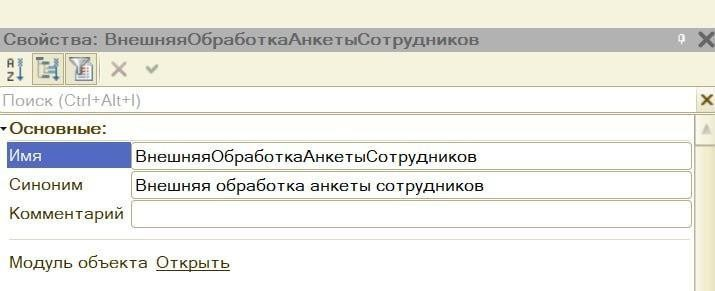 Свойства: ВнешняяОбработкаАнкетыСотрудников
Поиск (Ctrl+Alt+I)
Основные:
Имя ВнешняяОбработкаАнкетыСотрудников
Синоним Внешняя обработка анкеты сотрудников
Комментарий
Модуль объекта Открыть